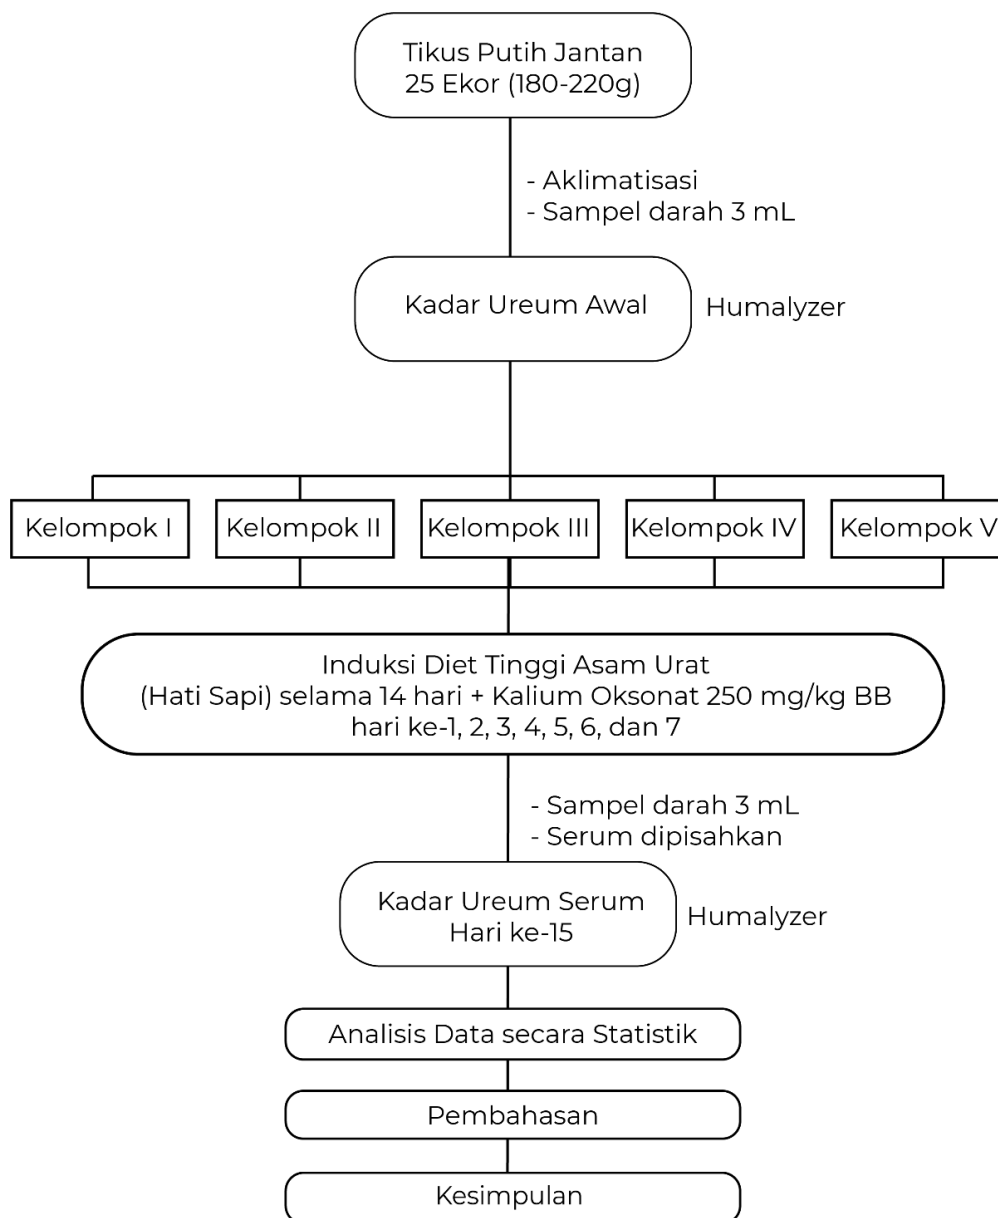 Tikus Putih Jantan
25 Ekor (180-220g)
- Aklimatisasi
- Sampel darah 3 mL
Kadar Ureum Awal
Humalyzer
Kelompok I
Kelompok II
Kelompok III
Kelompok IV
Kelompok V
Induksi Diet Tinggi Asam Urat
(Hati Sapi) selama 14 hari + Kalium Oksonat 250 mg/kg BB
hari ke-1, 2, 3, 4, 5, 6, dan 7
- Sampel darah 3 mL
- Serum dipisahkan
Kadar Ureum Serum
Hari ke-15
Humalyzer
Analisis Data secara Statistik
Pembahasan
Kesimpulan